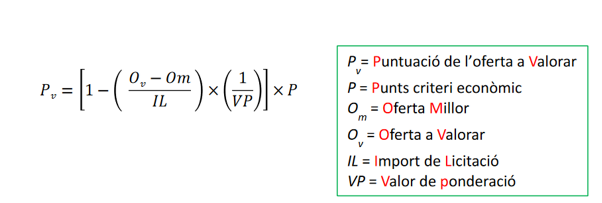 P_v = [1 − ((O_v − Om) / IL) × (1 / VP)] × P
P_v = Puntuació de l’oferta a Valorar
P = Punts criteri econòmic
O_m = Oferta Millor
O_v = Oferta a Valorar
IL = Import de Licitació
VP = Valor de ponderació